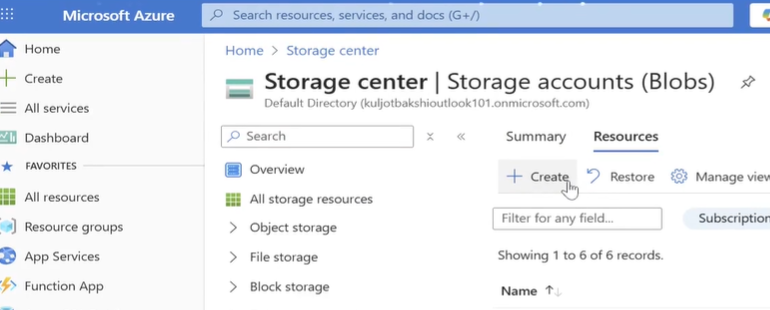 Microsoft Azure
Search resources, services, and docs (G+/)
Home
Create
All services
Dashboard
FAVORITES
All resources
Resource groups
App Services
Function App
Home > Storage center
Storage center | Storage accounts (Blobs)
Default Directory (kuljotbakshioutlook101.onmicrosoft.com)
Search
Overview
All storage resources
Object storage
File storage
Block storage
Summary Resources
Create Restore Manage view
Filter for any field... Subscription
Showing 1 to 6 of 6 records.
Name